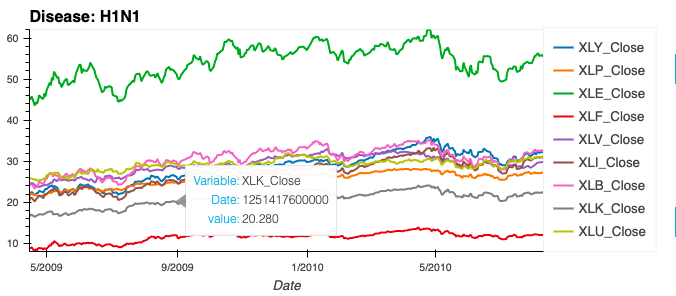 Disease: H1N1
60
50
40
30
20
10
5/2009
9/2009
1/2010
5/2010
Date
Variable: XLK_Close
Date: 1251417600000
value: 20.280
XLY_Close
XLP_Close
XLE_Close
XLF_Close
XLV_Close
XLI_Close
XLB_Close
XLK_Close
XLU_Close